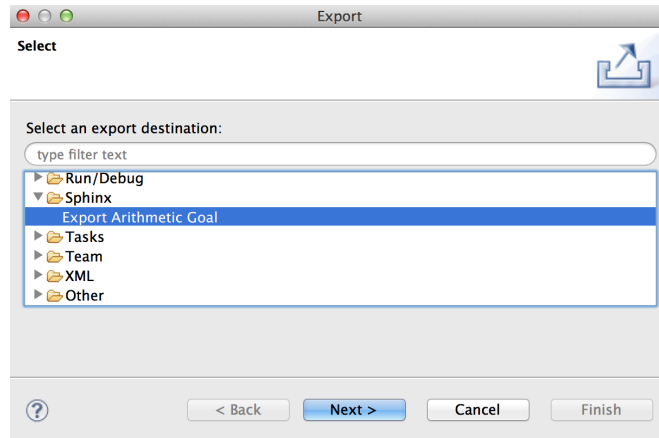 Export
Select
Select an export destination:
type filter text
Run/Debug
Sphinx
Export Arithmetic Goal
Tasks
Team
XML
Other
?
< Back
Next >
Cancel
Finish